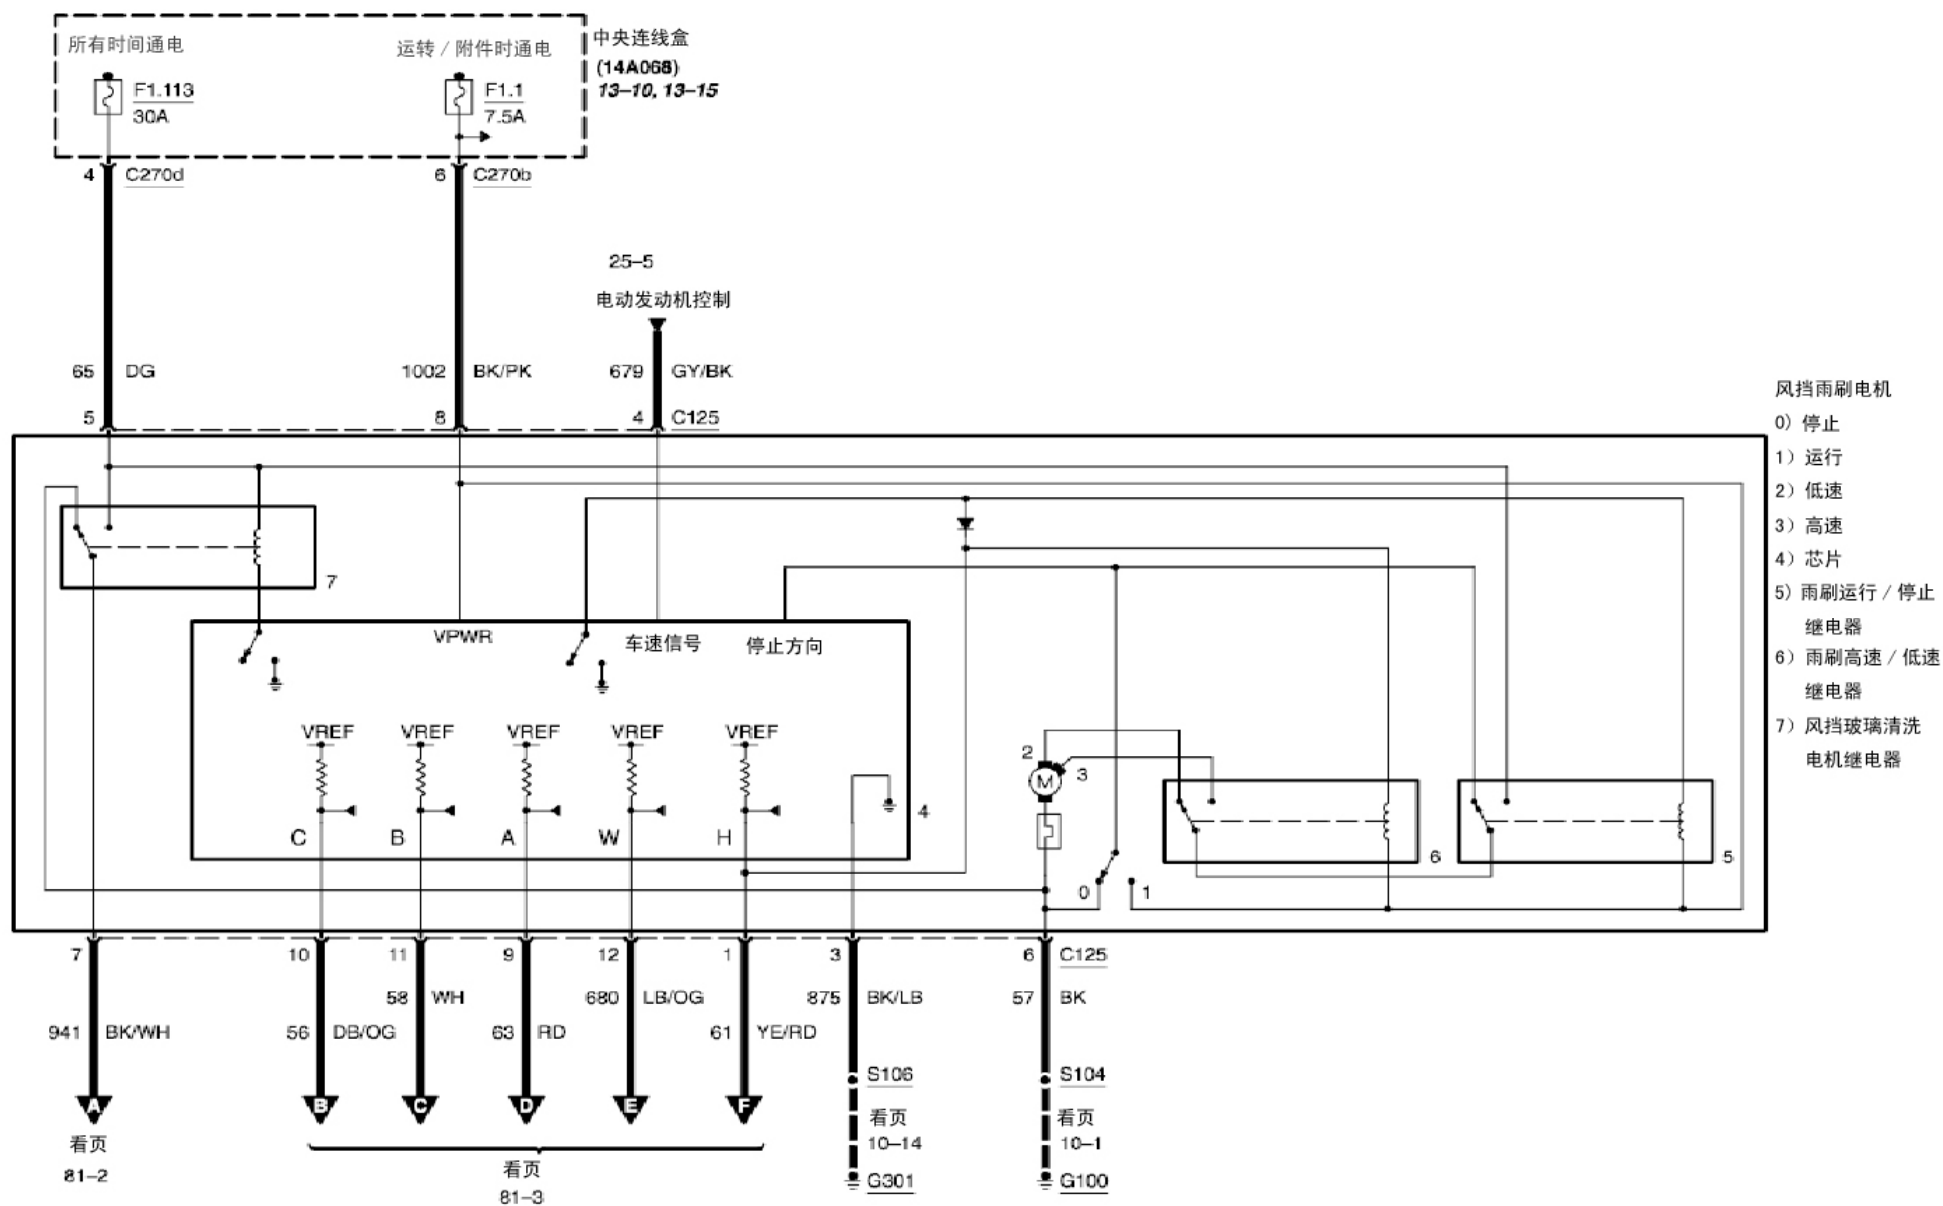 所有时间通电
运转 / 附件时通电
中央连线盒
(14A068)
13–10, 13–15
F1.113
30A
F1.1
7.5A
4 C270d
6 C270b
25–5
电动发动机控制
65 DG
1002 BK/PK
679 GY/BK
5
8
4 C125
风挡雨刷电机
0）停止
1）运行
2）低速
3）高速
4）芯片
5）雨刷运行 / 停止
继电器
6）雨刷高速 / 低速
继电器
7）风挡玻璃清洗
电机继电器
7
VPWR
车速信号
停止方向
VREF VREF VREF VREF VREF
C B A W H
4
2
M
3
0
1
6
5
7 10 11 9 12 1 3 6 C125
58 WH
680 LB/OG
875 BK/LB
57 BK
941 BK/WH
56 DB/OG
63 RD
61 YE/RD
S106
S104
A B C D E F
看页
81–2
看页
81–3
看页
10–14
G301
看页
10–1
G100